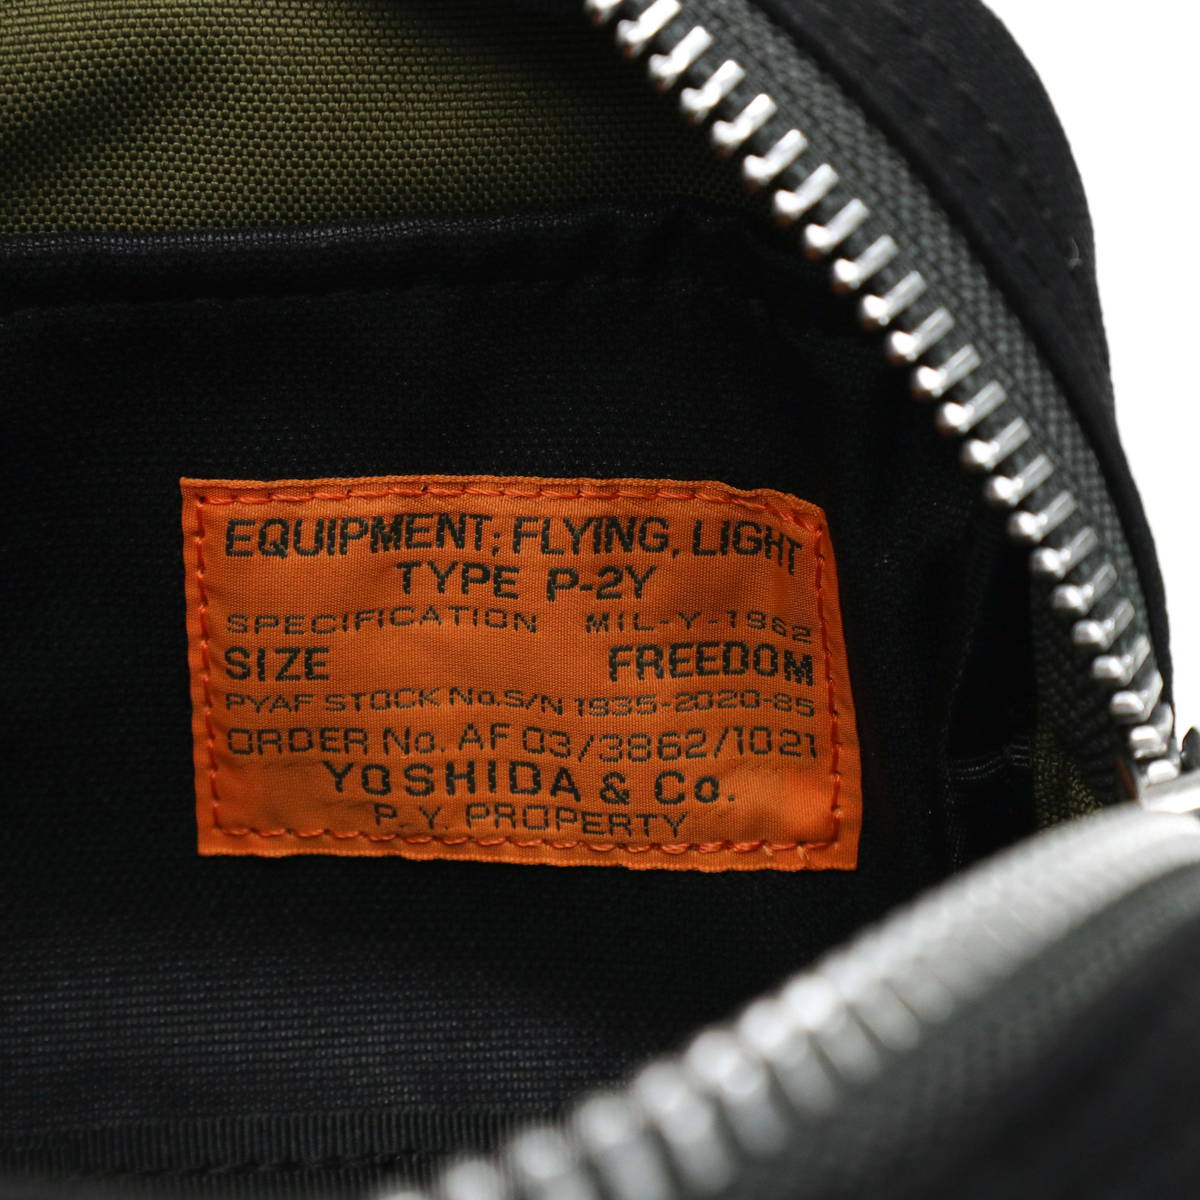 EQUIPMENT; FLYING, LIGHT
TYPE P-2Y
SPECIFICATION MIL-Y-1962
SIZE FREEDOM
PYAF STOCK No.S/N 1935-2020-85
ORDER No. AF 03/3862/1021
YOSHIDA & Co.
P. Y. PROPERTY